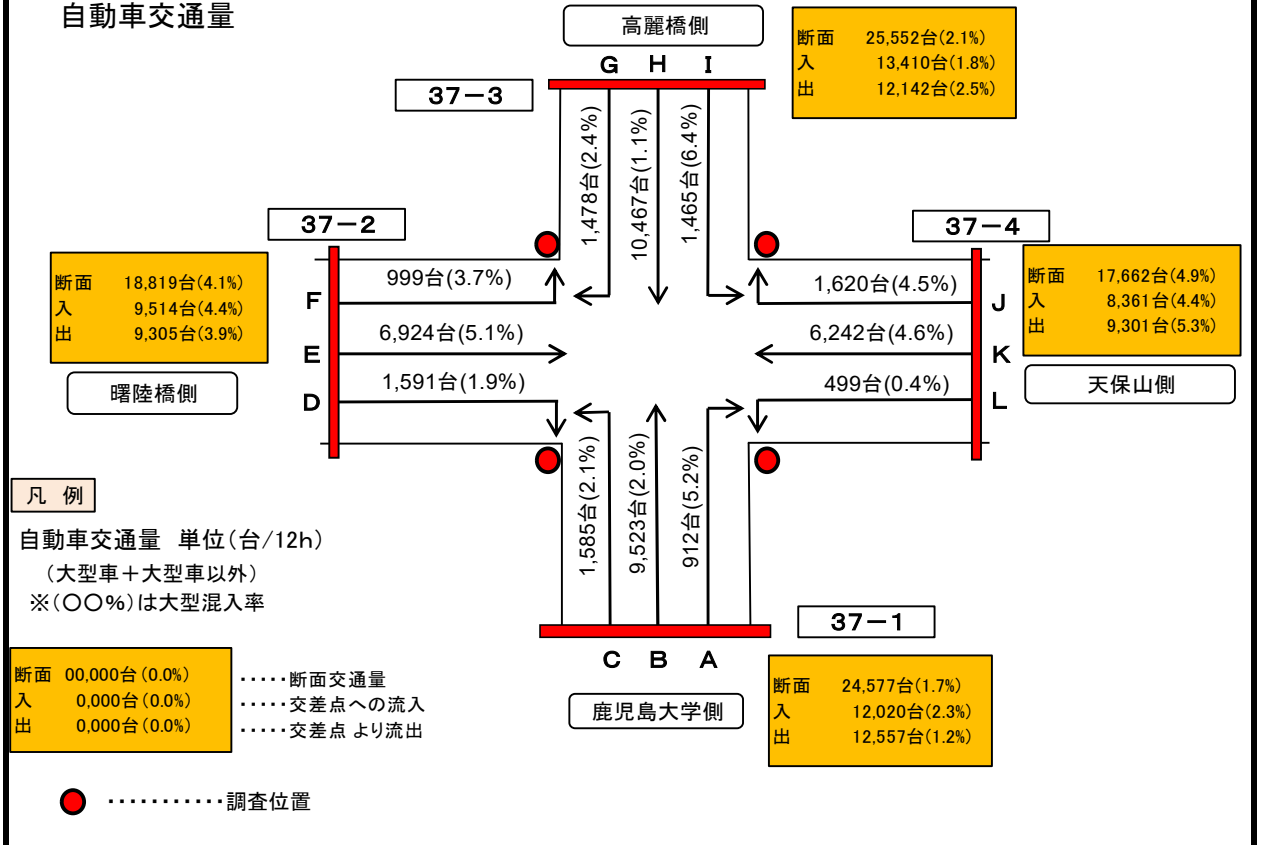 自動車交通量
高麗橋側
断面 25,552台(2.1%)
入 13,410台(1.8%)
出 12,142台(2.5%)
G H I
37-3
1,478台(2.4%)
10,467台(1.1%)
1,465台(6.4%)
37-2
37-4
断面 18,819台(4.1%)
入 9,514台(4.4%)
出 9,305台(3.9%)
曙陸橋側
F 999台(3.7%)
E 6,924台(5.1%)
D 1,591台(1.9%)
1,620台(4.5%) J
6,242台(4.6%) K
499台(0.4%) L
断面 17,662台(4.9%)
入 8,361台(4.4%)
出 9,301台(5.3%)
天保山側
1,585台(2.1%)
9,523台(2.0%)
912台(5.2%)
凡 例
自動車交通量 単位(台/12h)
(大型車+大型車以外)
※(〇〇%)は大型混入率
37-1
C B A
鹿児島大学側
断面 24,577台(1.7%)
入 12,020台(2.3%)
出 12,557台(1.2%)
断面 00,000台(0.0%) ・・・・・断面交通量
入 0,000台(0.0%) ・・・・・交差点への流入
出 0,000台(0.0%) ・・・・・交差点 より流出
・・・・・・・・・・・調査位置